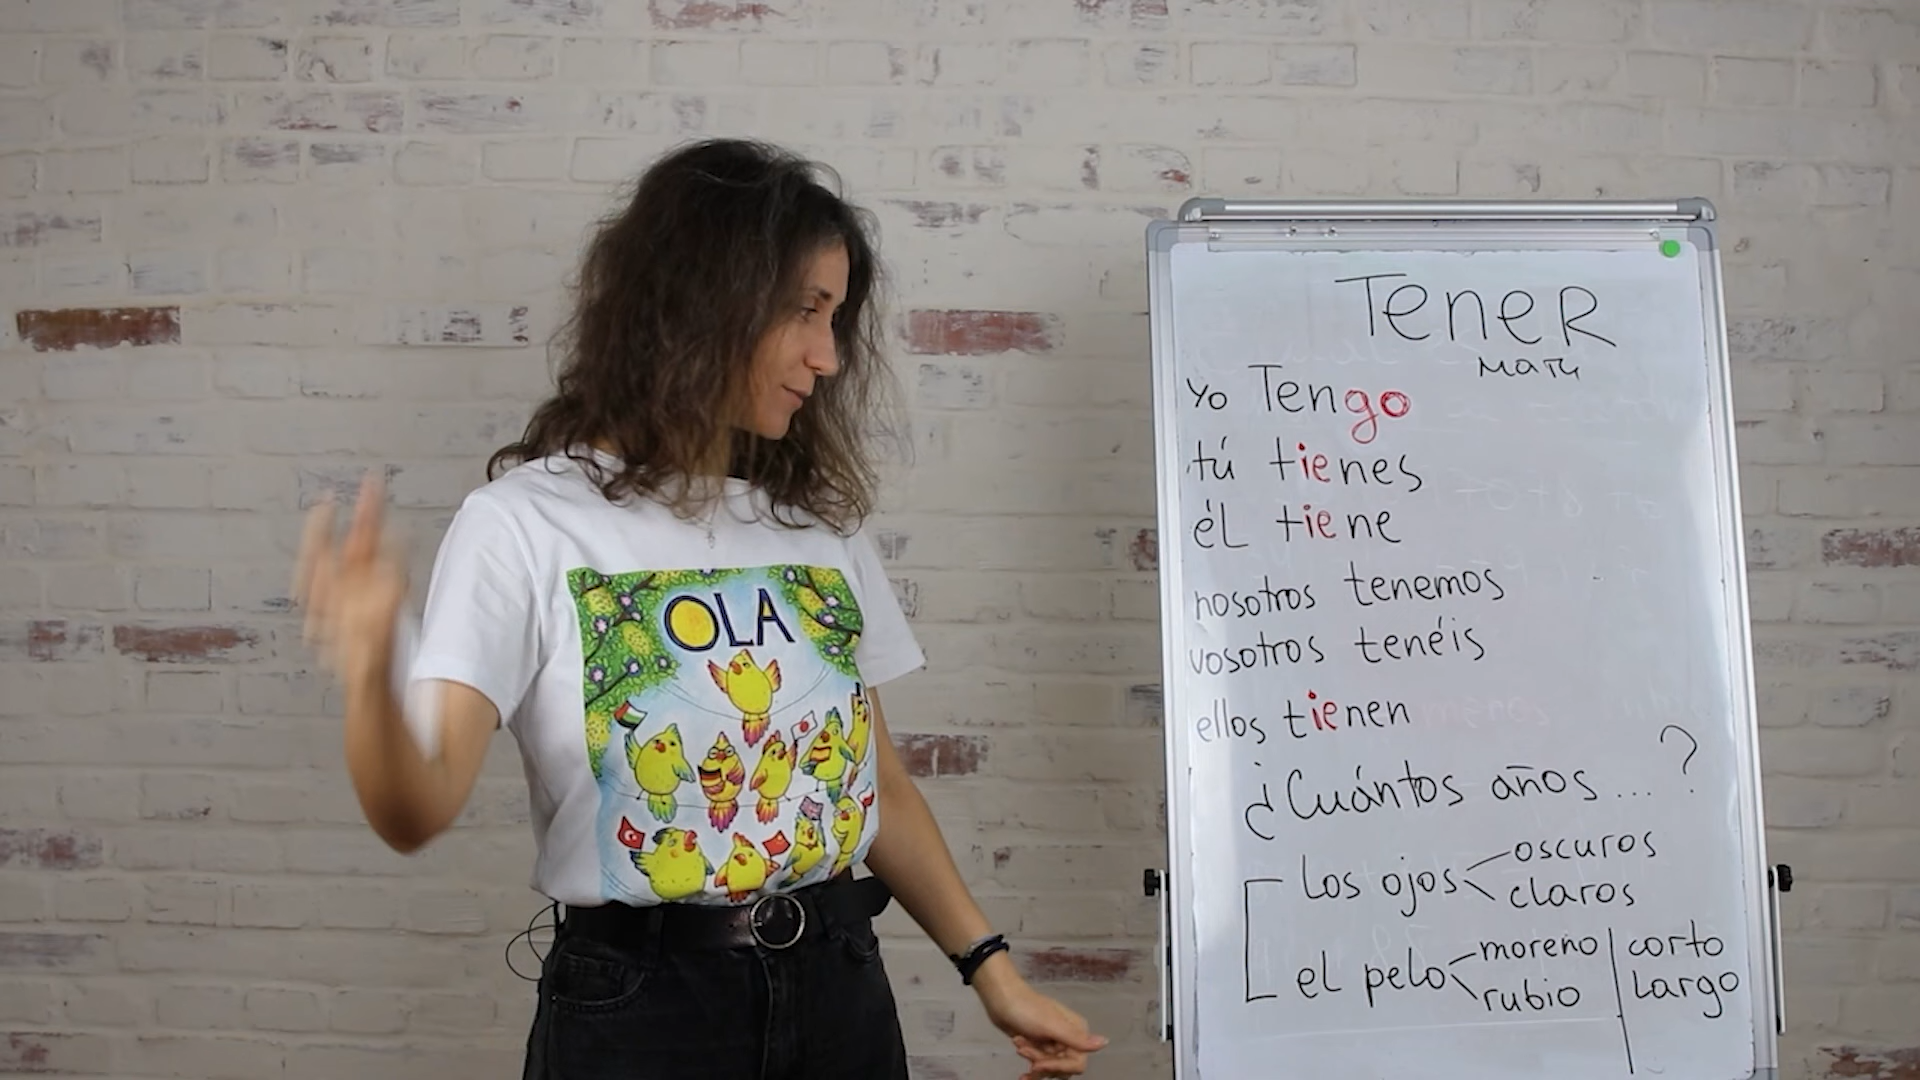 OLA
TeneR
мати
yo Tengo
tú tienes
éL tiene
nosotros tenemos
vosotros tenéis
ellos tienen
¿Cuántos años...?
Los ojos oscuros
claros
el pelo moreno corto
rubio Largo